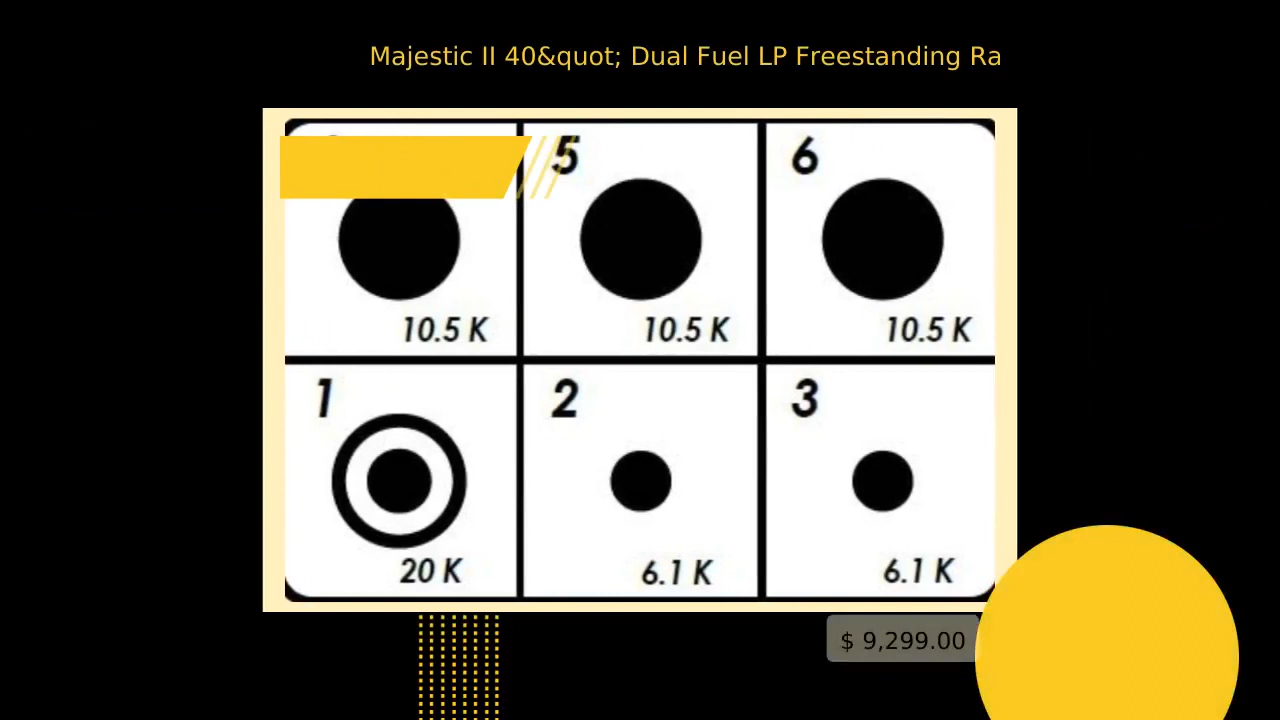 Majestic II 40&quot; Dual Fuel LP Freestanding Ra
5
6
10.5 K
10.5 K
10.5 K
1
2
3
20 K
6.1 K
6.1 K
$ 9,299.00